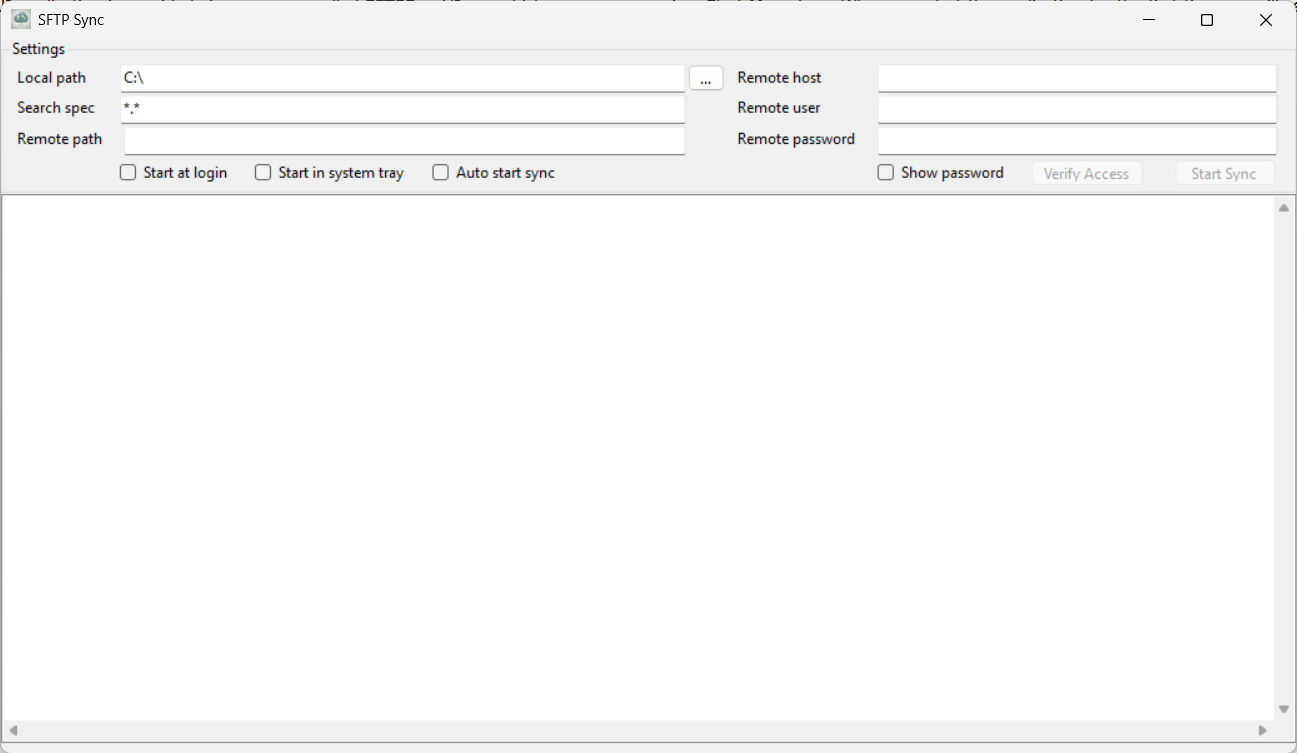 SFTP Sync
Settings
Local path C:\ ... Remote host
Search spec *.* Remote user
Remote path Remote password
Start at login Start in system tray Auto start sync Show password Verify Access Start Sync